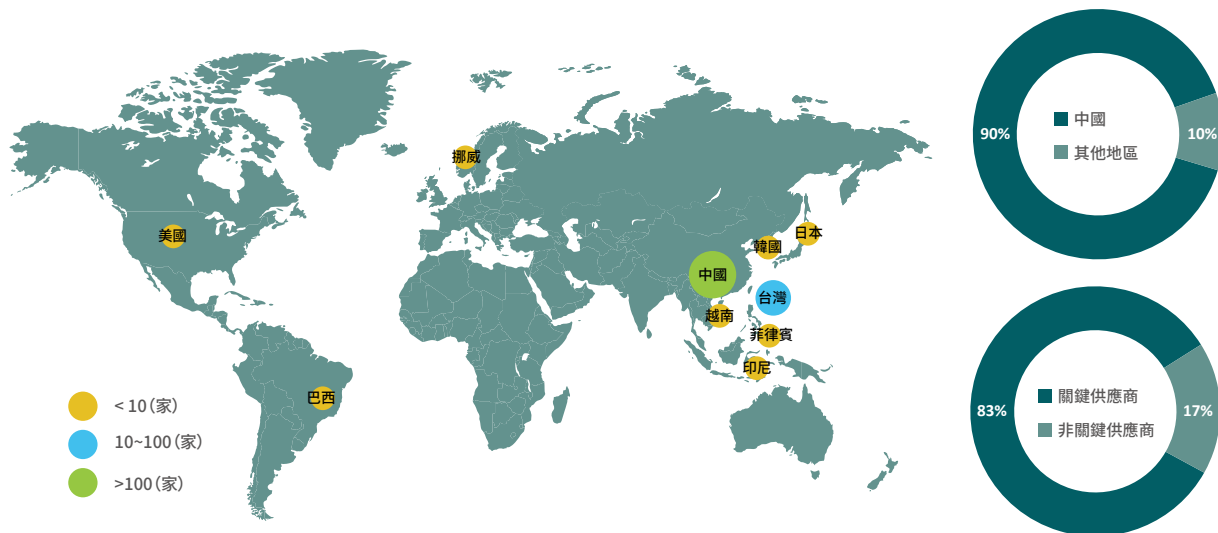 挪威
美國
韓國
日本
中國
台灣
越南
菲律賓
印尼
巴西
< 10(家)
10~100(家)
>100(家)
90%
中國
其他地區
10%
83%
關鍵供應商
非關鍵供應商
17%